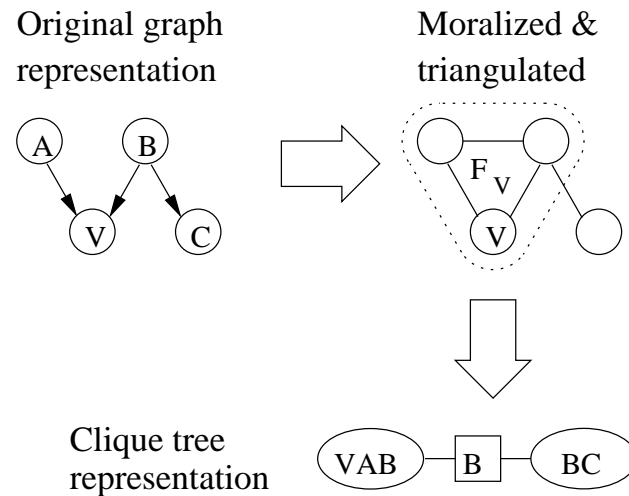 Original graph
representation
Moralized &
triangulated
A
B
V
C
F V
V
Clique tree
representation
VAB
B
BC